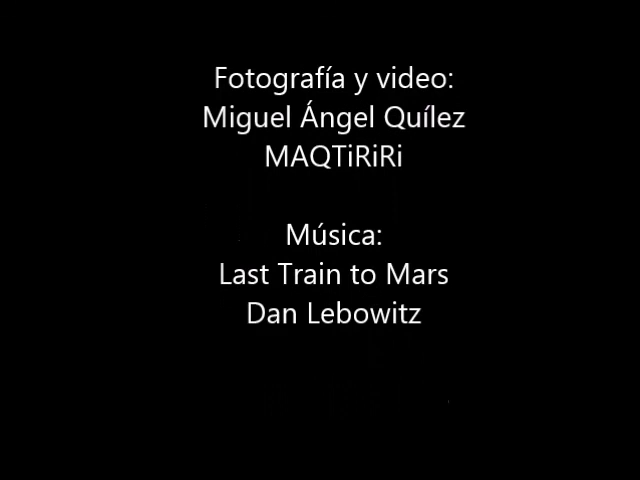 Fotografía y video:
Miguel Ángel Quílez
MAQTiRiRi
Música:
Last Train to Mars
Dan Lebowitz